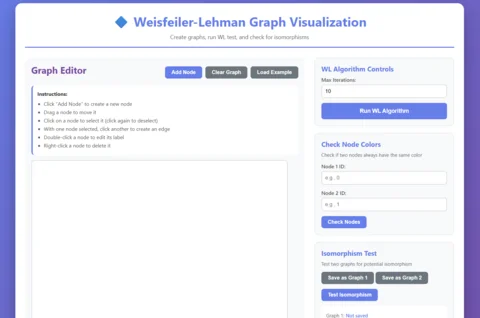 Weisfeiler-Lehman Graph Visualization
Create graphs, run WL test, and check for isomorphisms
Graph Editor
Add Node
Clear Graph
Load Example
Instructions:
Click 'Add Node' to create a new node
Drag a node to move it
Click on a node to select it (click again to deselect)
With one node selected, click another to create an edge
Double-click a node to edit its label
Right-click a node to delete it
WL Algorithm Controls
Max Iterations:
10
Run WL Algorithm
Check Node Colors
Check if two nodes always have the same color
Node 1 ID:
e.g., 0
Node 2 ID:
e.g., 1
Check Nodes
Isomorphism Test
Test two graphs for potential isomorphism
Save as Graph 1
Save as Graph 2
Test Isomorphism
Graph 1: Not saved